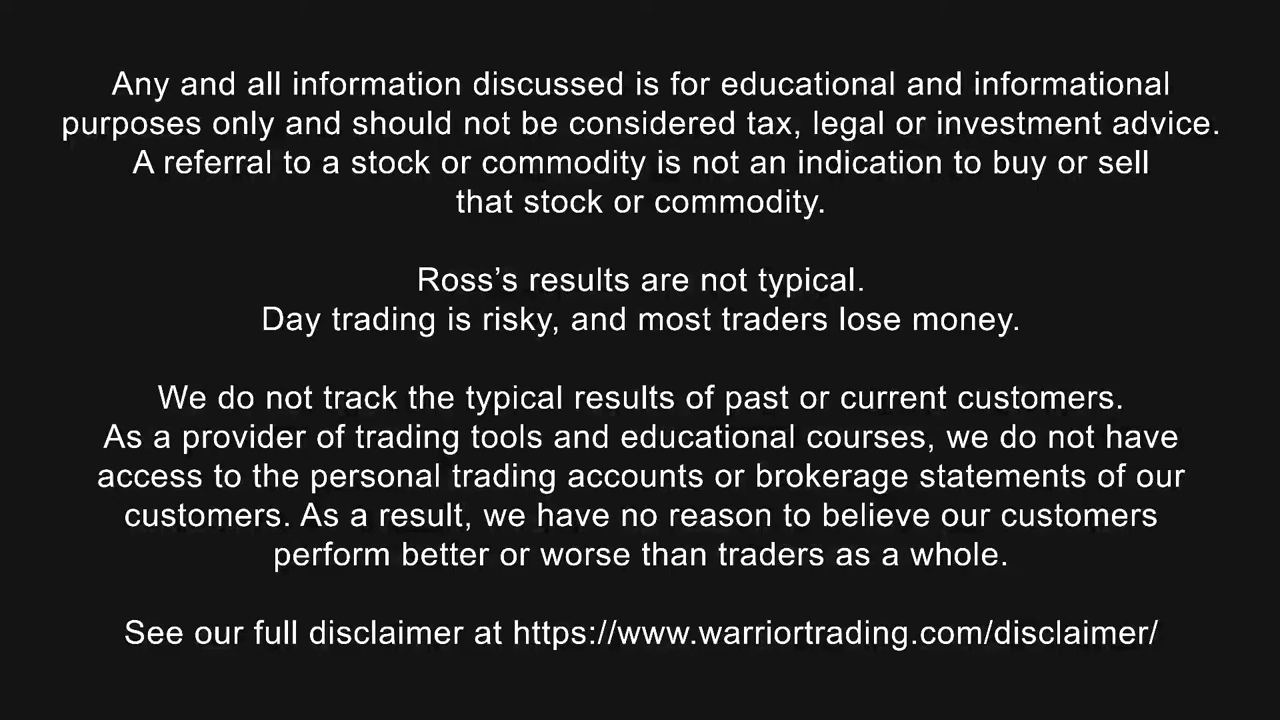 Any and all information discussed is for educational and informational
purposes only and should not be considered tax, legal or investment advice.
A referral to a stock or commodity is not an indication to buy or sell
that stock or commodity.
Ross’s results are not typical.
Day trading is risky, and most traders lose money.
We do not track the typical results of past or current customers.
As a provider of trading tools and educational courses, we do not have
access to the personal trading accounts or brokerage statements of our
customers. As a result, we have no reason to believe our customers
perform better or worse than traders as a whole.
See our full disclaimer at https://www.warriortrading.com/disclaimer/